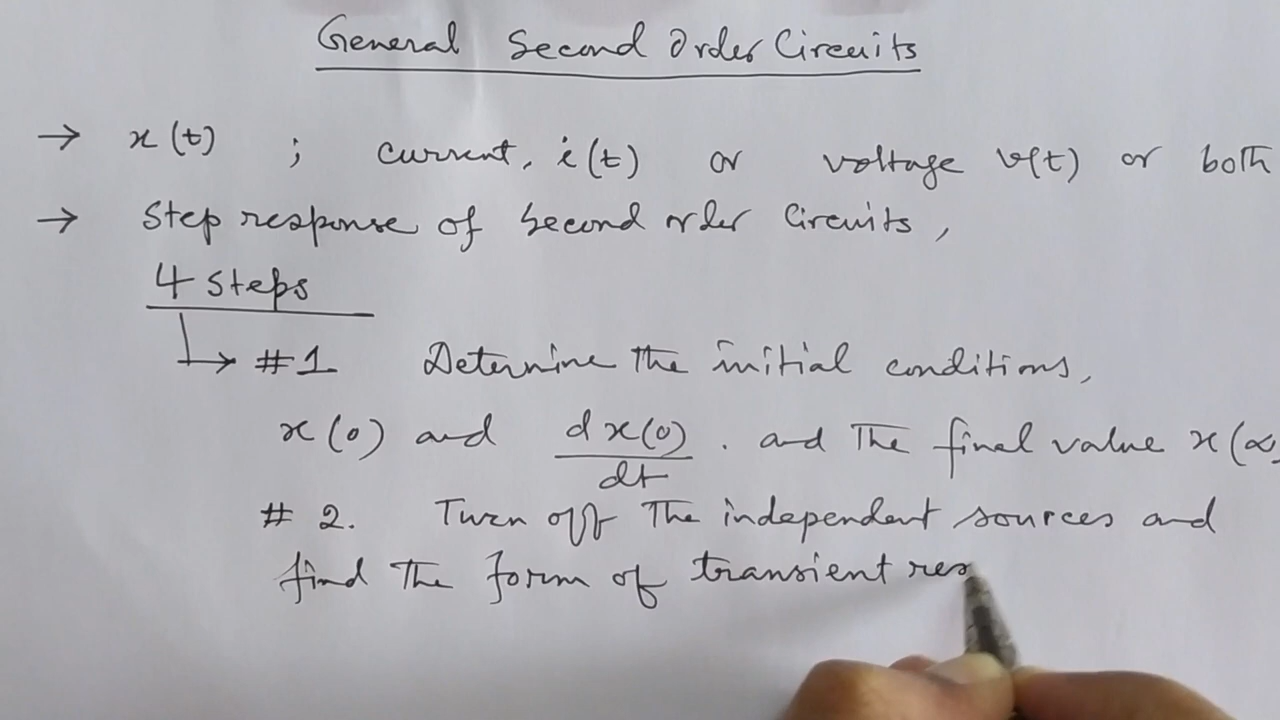 General Second Order Circuits
→ x(t) ; current, i(t) or voltage v(t) or both
→ Step response of Second order Circuits,
4 steps
→ #1 Determine the initial conditions,
x(0) and dx(0)/dt . and The final value x(∞
# 2. Turn off The independent sources and
find The form of transient res